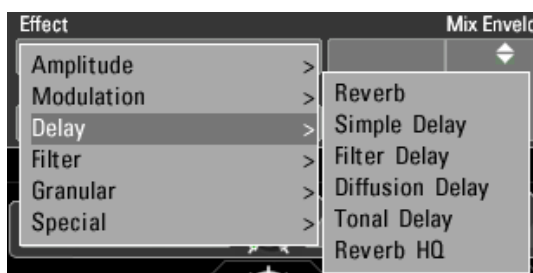 Effect
Mix Envelo
Amplitude >
Modulation >
Delay >
Filter >
Granular >
Special >
Reverb
Simple Delay
Filter Delay
Diffusion Delay
Tonal Delay
Reverb HQ